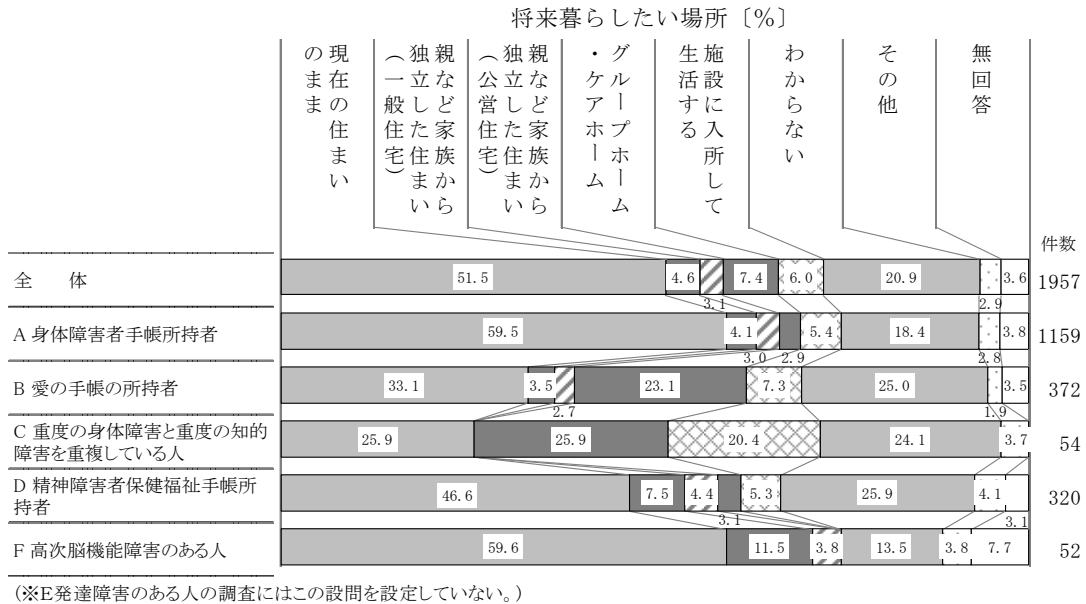 将来暮らしたい場所〔%〕
現在の住まい
のまま
親など家族から
独立した住まい
（一般住宅）
親など家族から
独立した住まい
（公営住宅）
グループホーム
・ケアホーム
施設に入所して
生活する
わからない
その他
無回答
件数
全　体
51.5
4.6
3.1
7.4
6.0
20.9
2.9
3.6
1957
A 身体障害者手帳所持者
59.5
4.1
3.0
2.9
5.4
18.4
2.8
3.8
1159
B 愛の手帳の所持者
33.1
3.5
2.7
23.1
7.3
25.0
1.9
3.5
372
C 重度の身体障害と重度の知的
障害を重複している人
25.9
25.9
20.4
24.1
3.7
54
D 精神障害者保健福祉手帳所
持者
46.6
7.5
4.4
3.1
5.3
25.9
4.1
3.1
320
F 高次脳機能障害のある人
59.6
11.5
3.8
13.5
3.8
7.7
52
(※E発達障害のある人の調査にはこの設問を設定していない。)